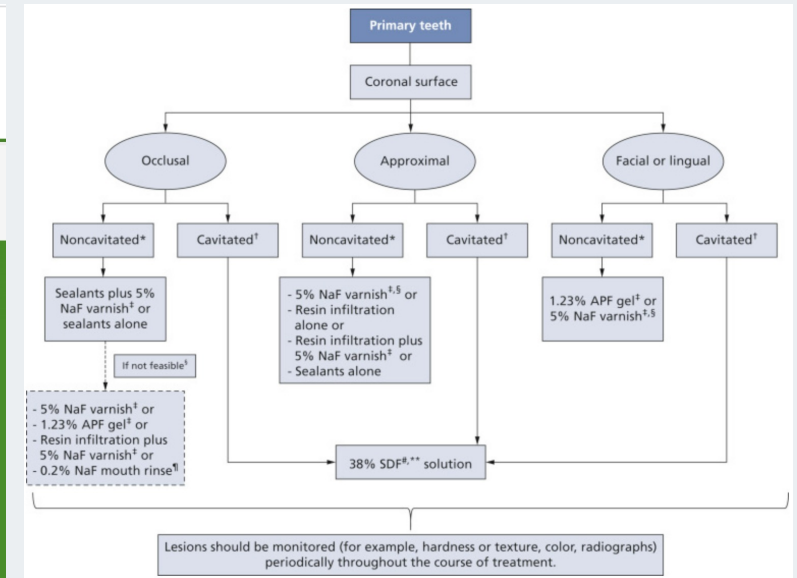 Primary teeth
Coronal surface
Occlusal
Approximal
Facial or lingual
Noncavitated*
Cavitated†
Noncavitated*
Cavitated†
Noncavitated*
Cavitated†
Sealants plus 5%
NaF varnish‡ or
sealants alone
- 5% NaF varnish‡,§ or
- Resin infiltration
alone or
- Resin infiltration plus
5% NaF varnish‡ or
- Sealants alone
1.23% APF gel‡ or
5% NaF varnish‡,§
If not feasible§
- 5% NaF varnish‡ or
- 1.23% APF gel‡ or
- Resin infiltration plus
5% NaF varnish‡ or
- 0.2% NaF mouth rinse¶
38% SDF#,** solution
Lesions should be monitored (for example, hardness or texture, color, radiographs)
periodically throughout the course of treatment.